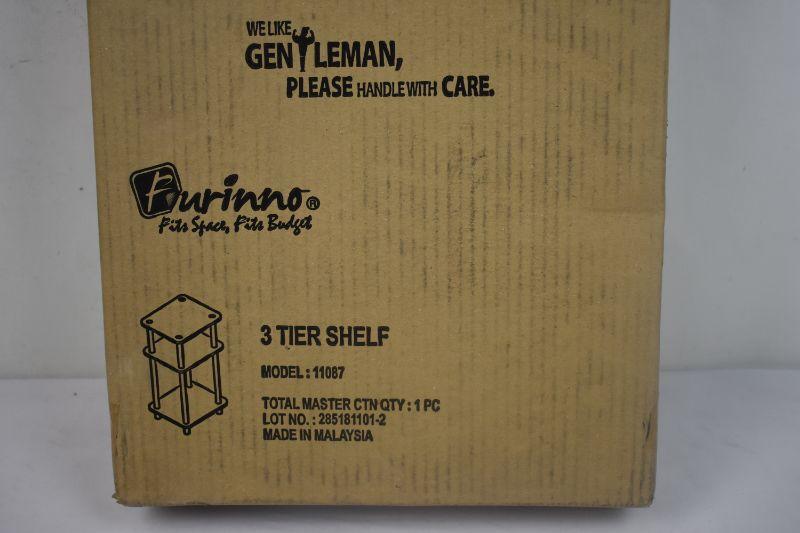 WE LIKE
GENTLEMAN,
PLEASE HANDLE WITH CARE.
Furinno®
Fits Space, Fits Budget
3 TIER SHELF
MODEL : 11087
TOTAL MASTER CTN QTY : 1 PC
LOT NO. : 285181101-2
MADE IN MALAYSIA